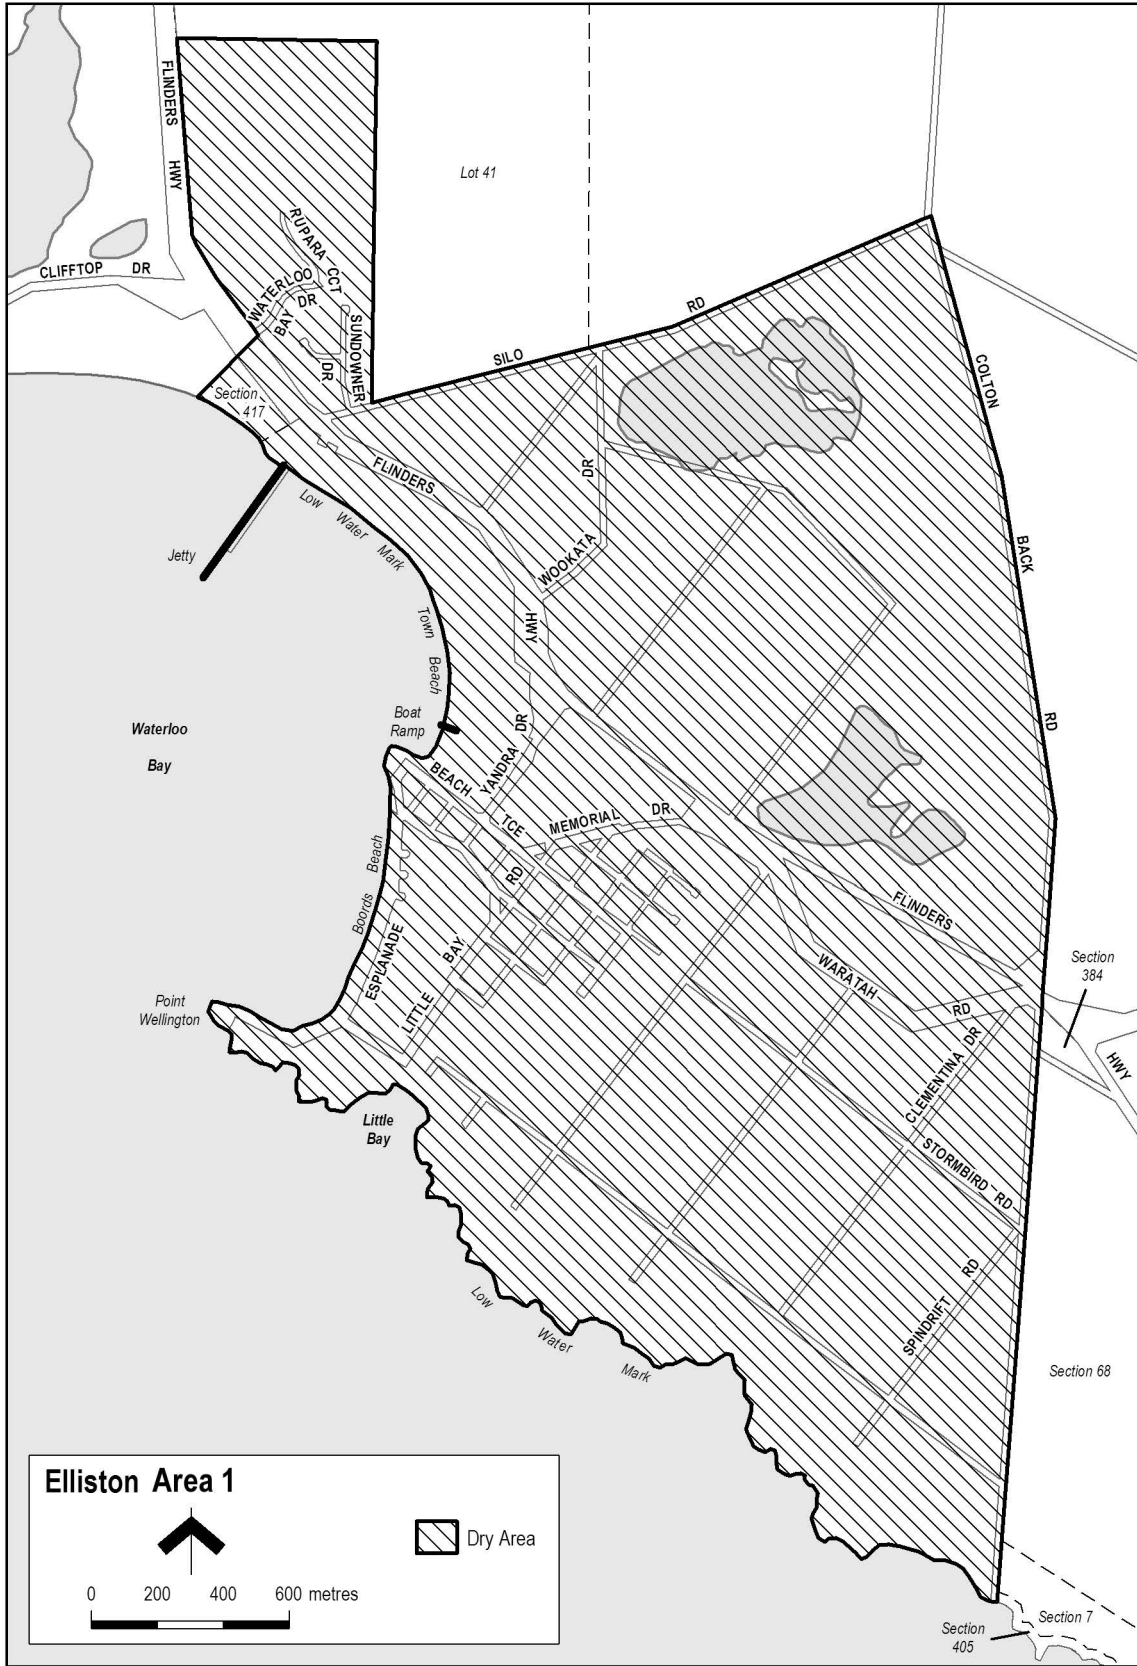 FLINDERS HWY
Lot 41
RUPARA CCT
CLIFFTOP DR
WATERLOO
BAY DR
SUNDOWNER
DR
SILO RD
COLTON BACK RD
Section
417
FLINDERS HWY
WOOKATA DR
Low Water Mark
Jetty
Town Beach
Boat
Ramp
Waterloo
Bay
YANDRA DR
BEACH TCE
MEMORIAL DR
Boords Beach
ESPLANADE
LITTLE BAY RD
FLINDERS HWY
WARATAH RD
Section
384
Point
Wellington
CLEMENTINA DR
Little
Bay
STORMBIRD RD
SPINDRIFT RD
Low Water Mark
Section 68
Elliston Area 1
Dry Area
0 200 400 600 metres
Section 7
Section
405